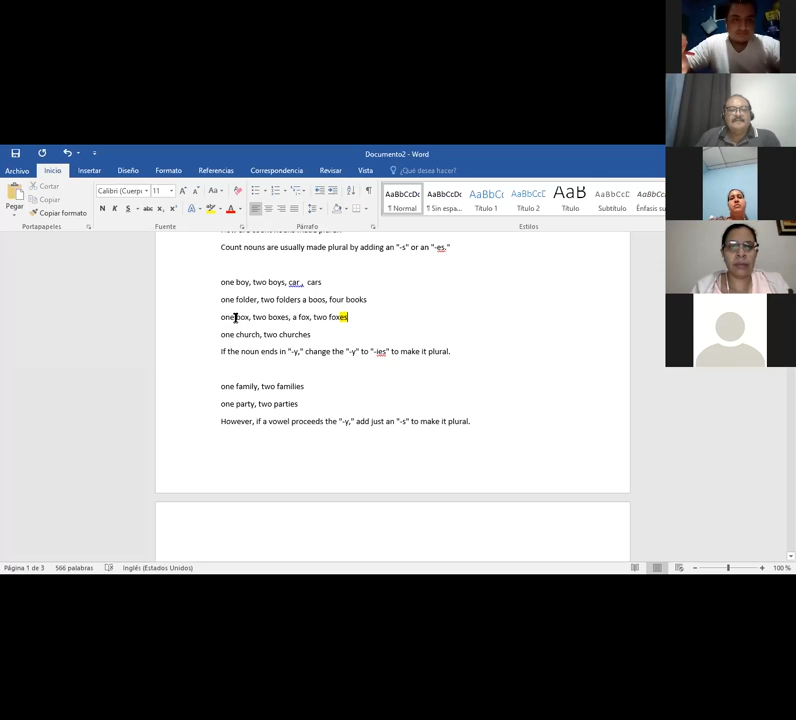 Documento2 - Word
Archivo Inicio Insertar Diseño Formato Referencias Correspondencia Revisar Vista ¿Qué desea hacer?
Pegar
Cortar
Copiar
Copiar formato
Portapapeles
Calibri (Cuerpo 11
N K S abc x₂ x²
Fuente
Párrafo
AaBbCcDc AaBbCcDc AaBbCc AaBbCcC AaB AaBbCcC AaBbCcDc
¶ Normal ¶ Sin espa... Título 1 Título 2 Título Subtítulo Énfasis su
Estilos
Count nouns are usually made plural by adding an "-s" or an "-es."
one boy, two boys, car , cars
one folder, two folders a boos, four books
one box, two boxes, a fox, two foxes
one church, two churches
If the noun ends in "-y," change the "-y" to "-ies" to make it plural.
one family, two families
one party, two parties
However, if a vowel proceeds the "-y," add just an "-s" to make it plural.
Página 1 de 3 566 palabras Inglés (Estados Unidos) 100 %